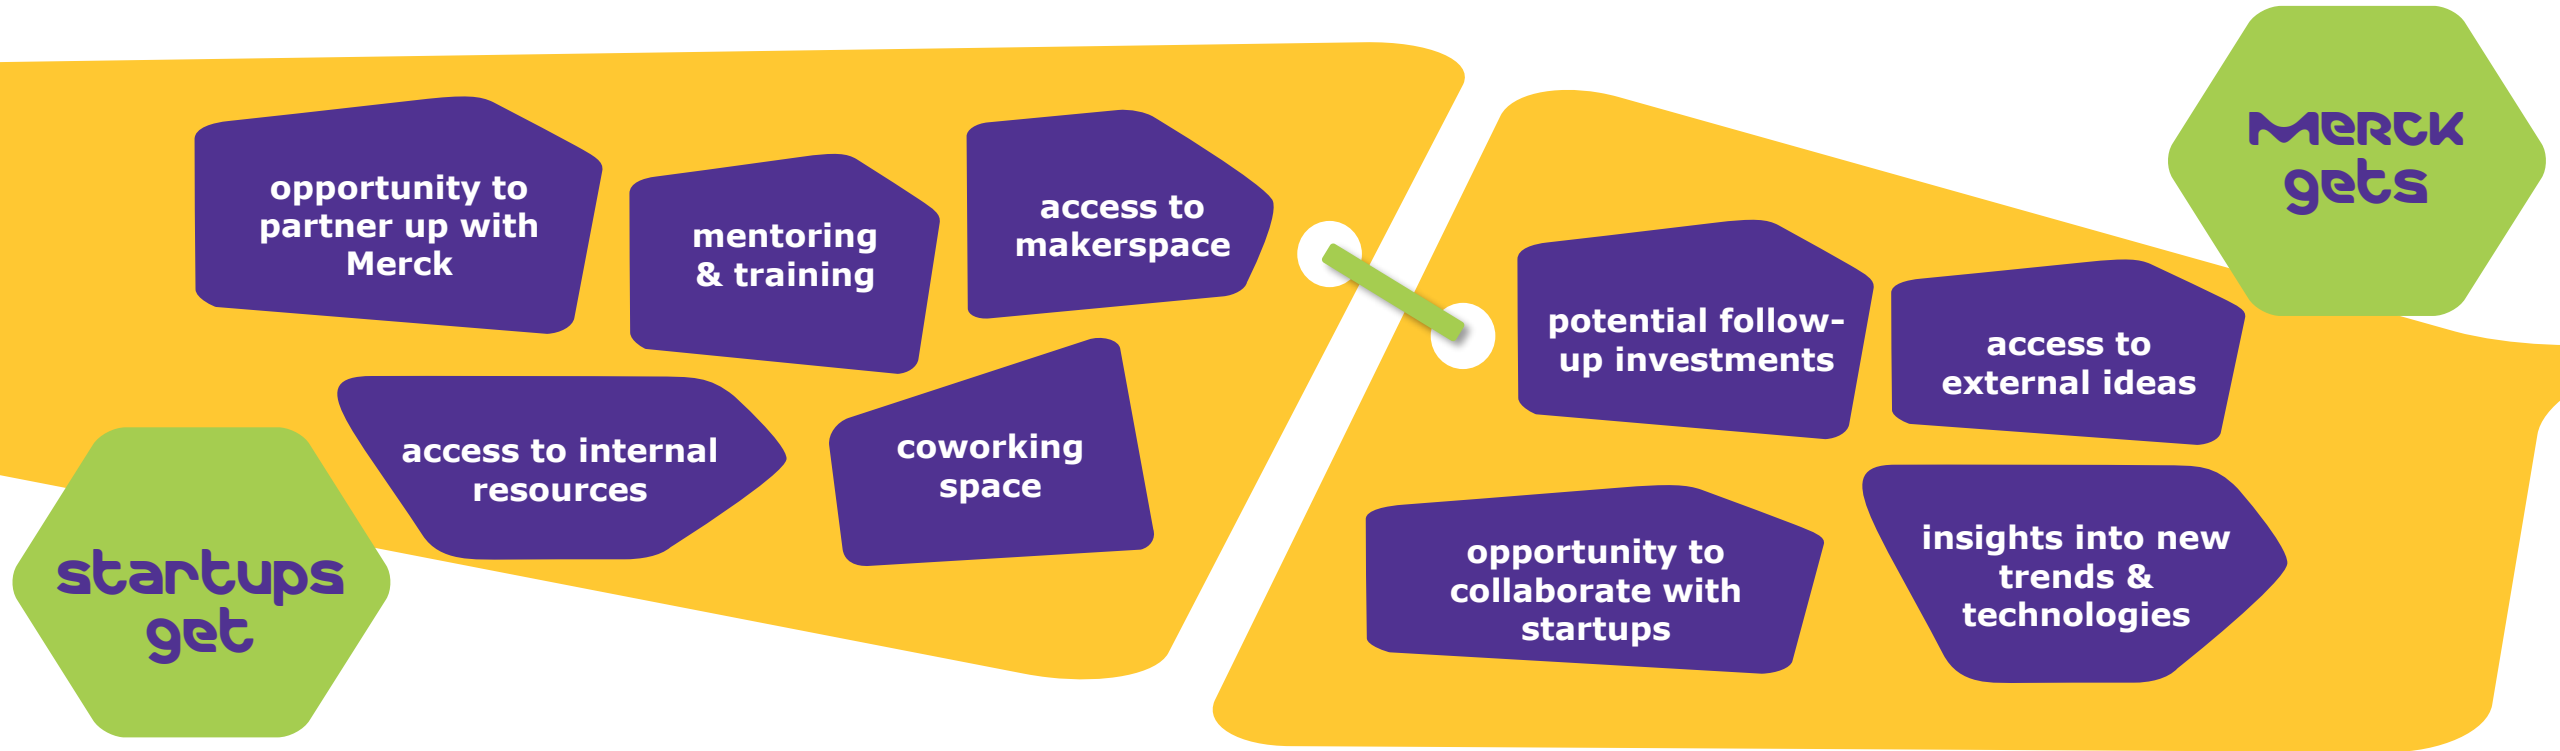 startups
get
opportunity to
partner up with
Merck
mentoring
& training
access to
makerspace
access to internal
resources
coworking
space
MERCK
gets
potential follow-
up investments
access to
external ideas
opportunity to
collaborate with
startups
insights into new
trends &
technologies